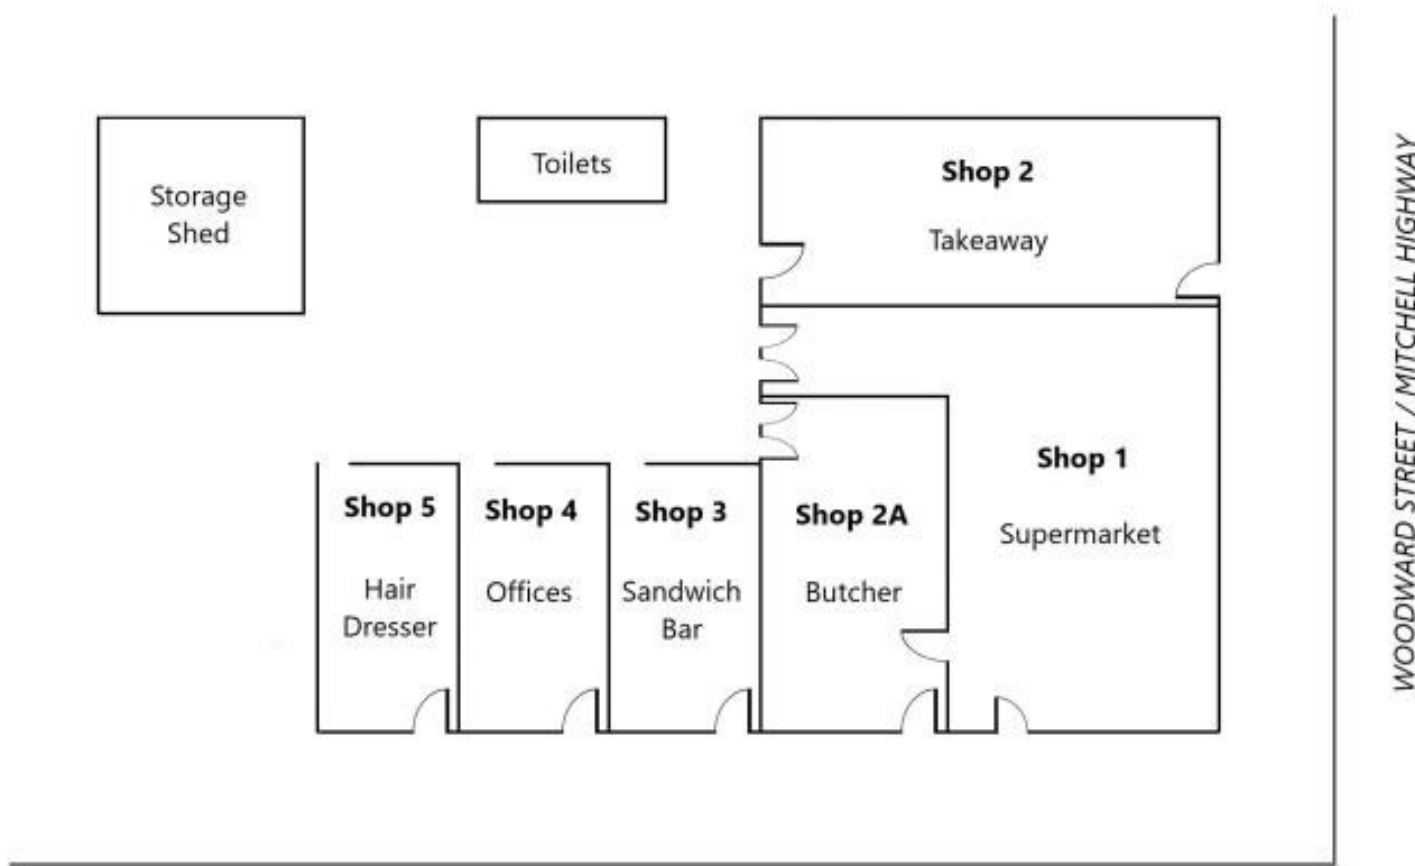 Storage
Shed
Toilets
Shop 2
Takeaway
Shop 1
Supermarket
Shop 2A
Butcher
Shop 3
Sandwich
Bar
Shop 4
Offices
Shop 5
Hair
Dresser
WOODWARD STREET / MITCHELL HIGHWAY